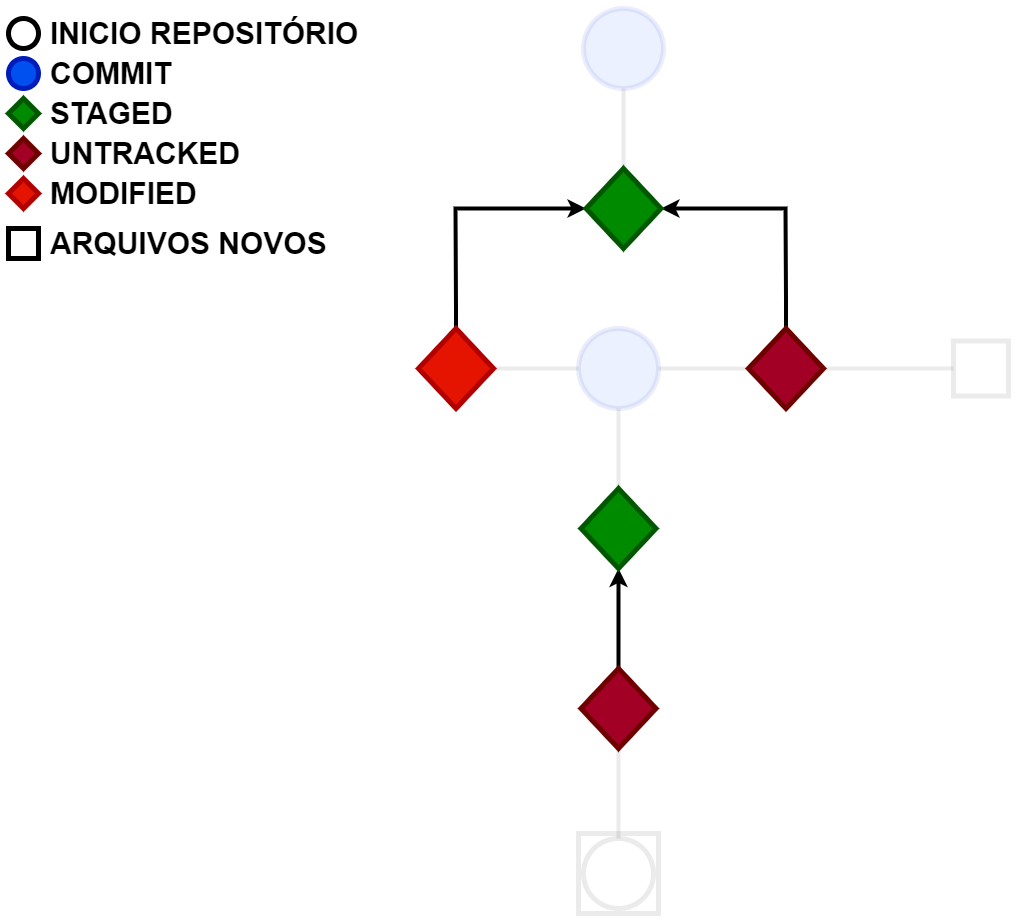 INICIO REPOSITÓRIO
COMMIT
STAGED
UNTRACKED
MODIFIED
ARQUIVOS NOVOS